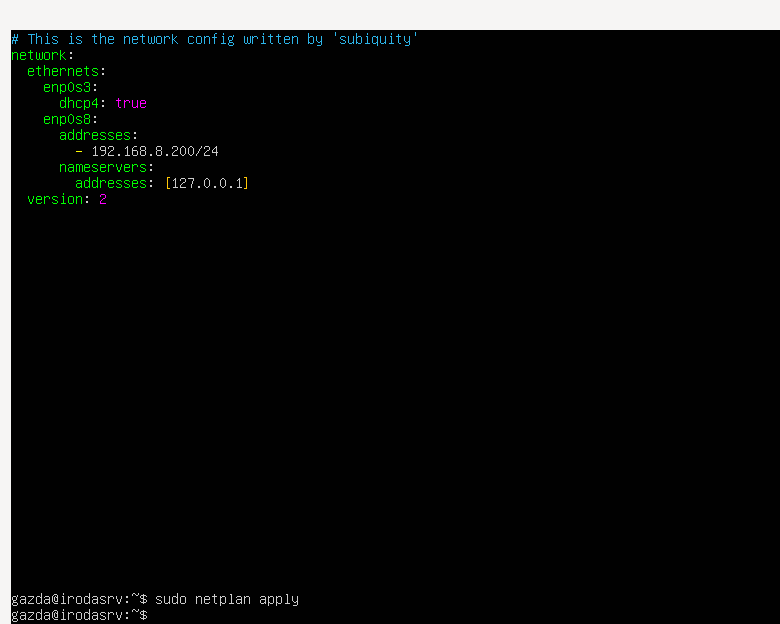 # This is the network config written by 'subiquity'
network:
  ethernets:
    enp0s3:
      dhcp4: true
    enp0s8:
      addresses:
        - 192.168.8.200/24
      nameservers:
        addresses: [127.0.0.1]
  version: 2
gazda@irodasrv:~$ sudo netplan apply
gazda@irodasrv:~$